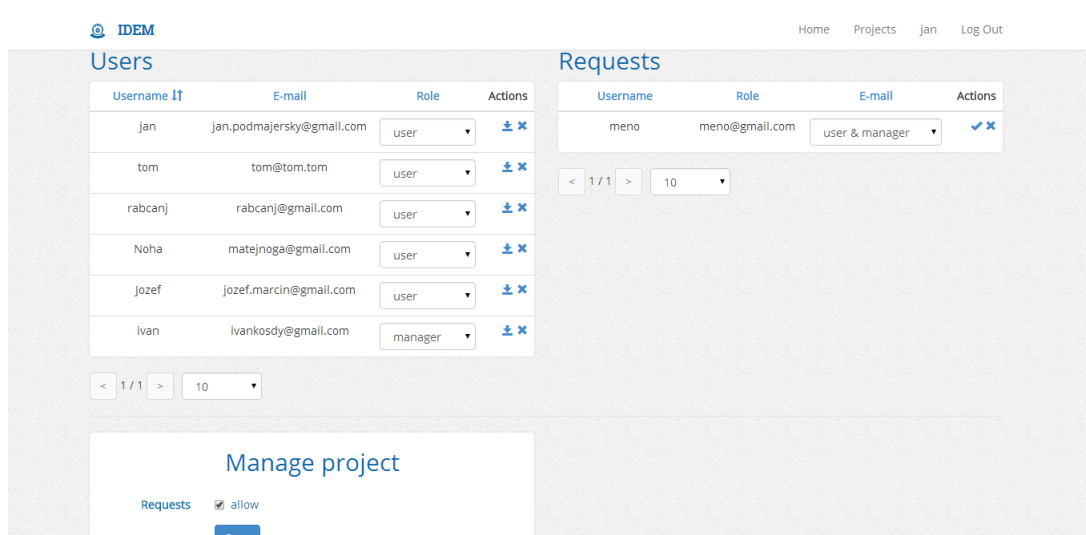 IDEM
Home Projects jan Log Out
Users
Username E-mail Role Actions
jan jan.podmajersky@gmail.com user
tom tom@tom.tom user
rabcanj rabcanj@gmail.com user
Noha matejnoga@gmail.com user
Jozef jozef.marcin@gmail.com user
ivan ivankosdy@gmail.com manager
< 1 / 1 > 10
Requests
Username Role E-mail Actions
meno meno@gmail.com user & manager
< 1 / 1 > 10
Manage project
Requests allow